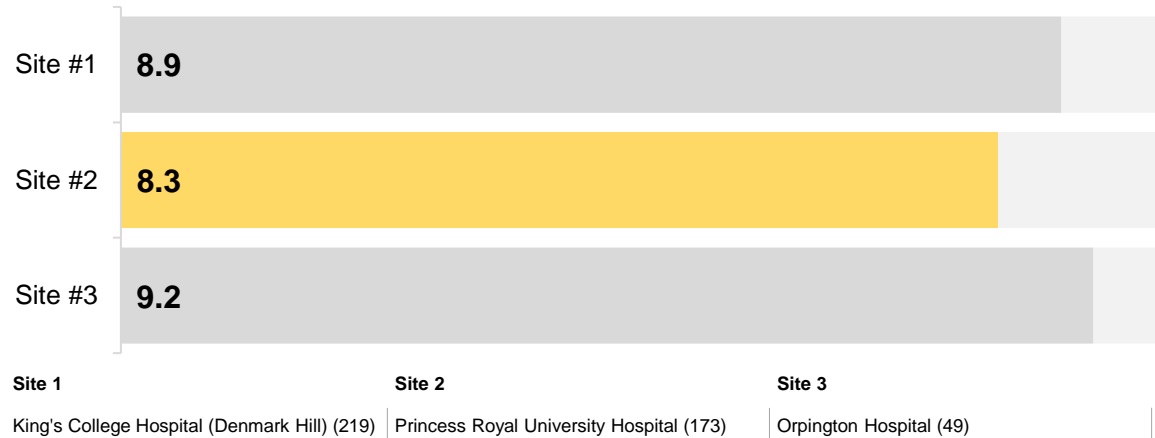 Site #1 8.9
Site #2 8.3
Site #3 9.2
Site 1 Site 2 Site 3
King's College Hospital (Denmark Hill) (219) Princess Royal University Hospital (173) Orpington Hospital (49)